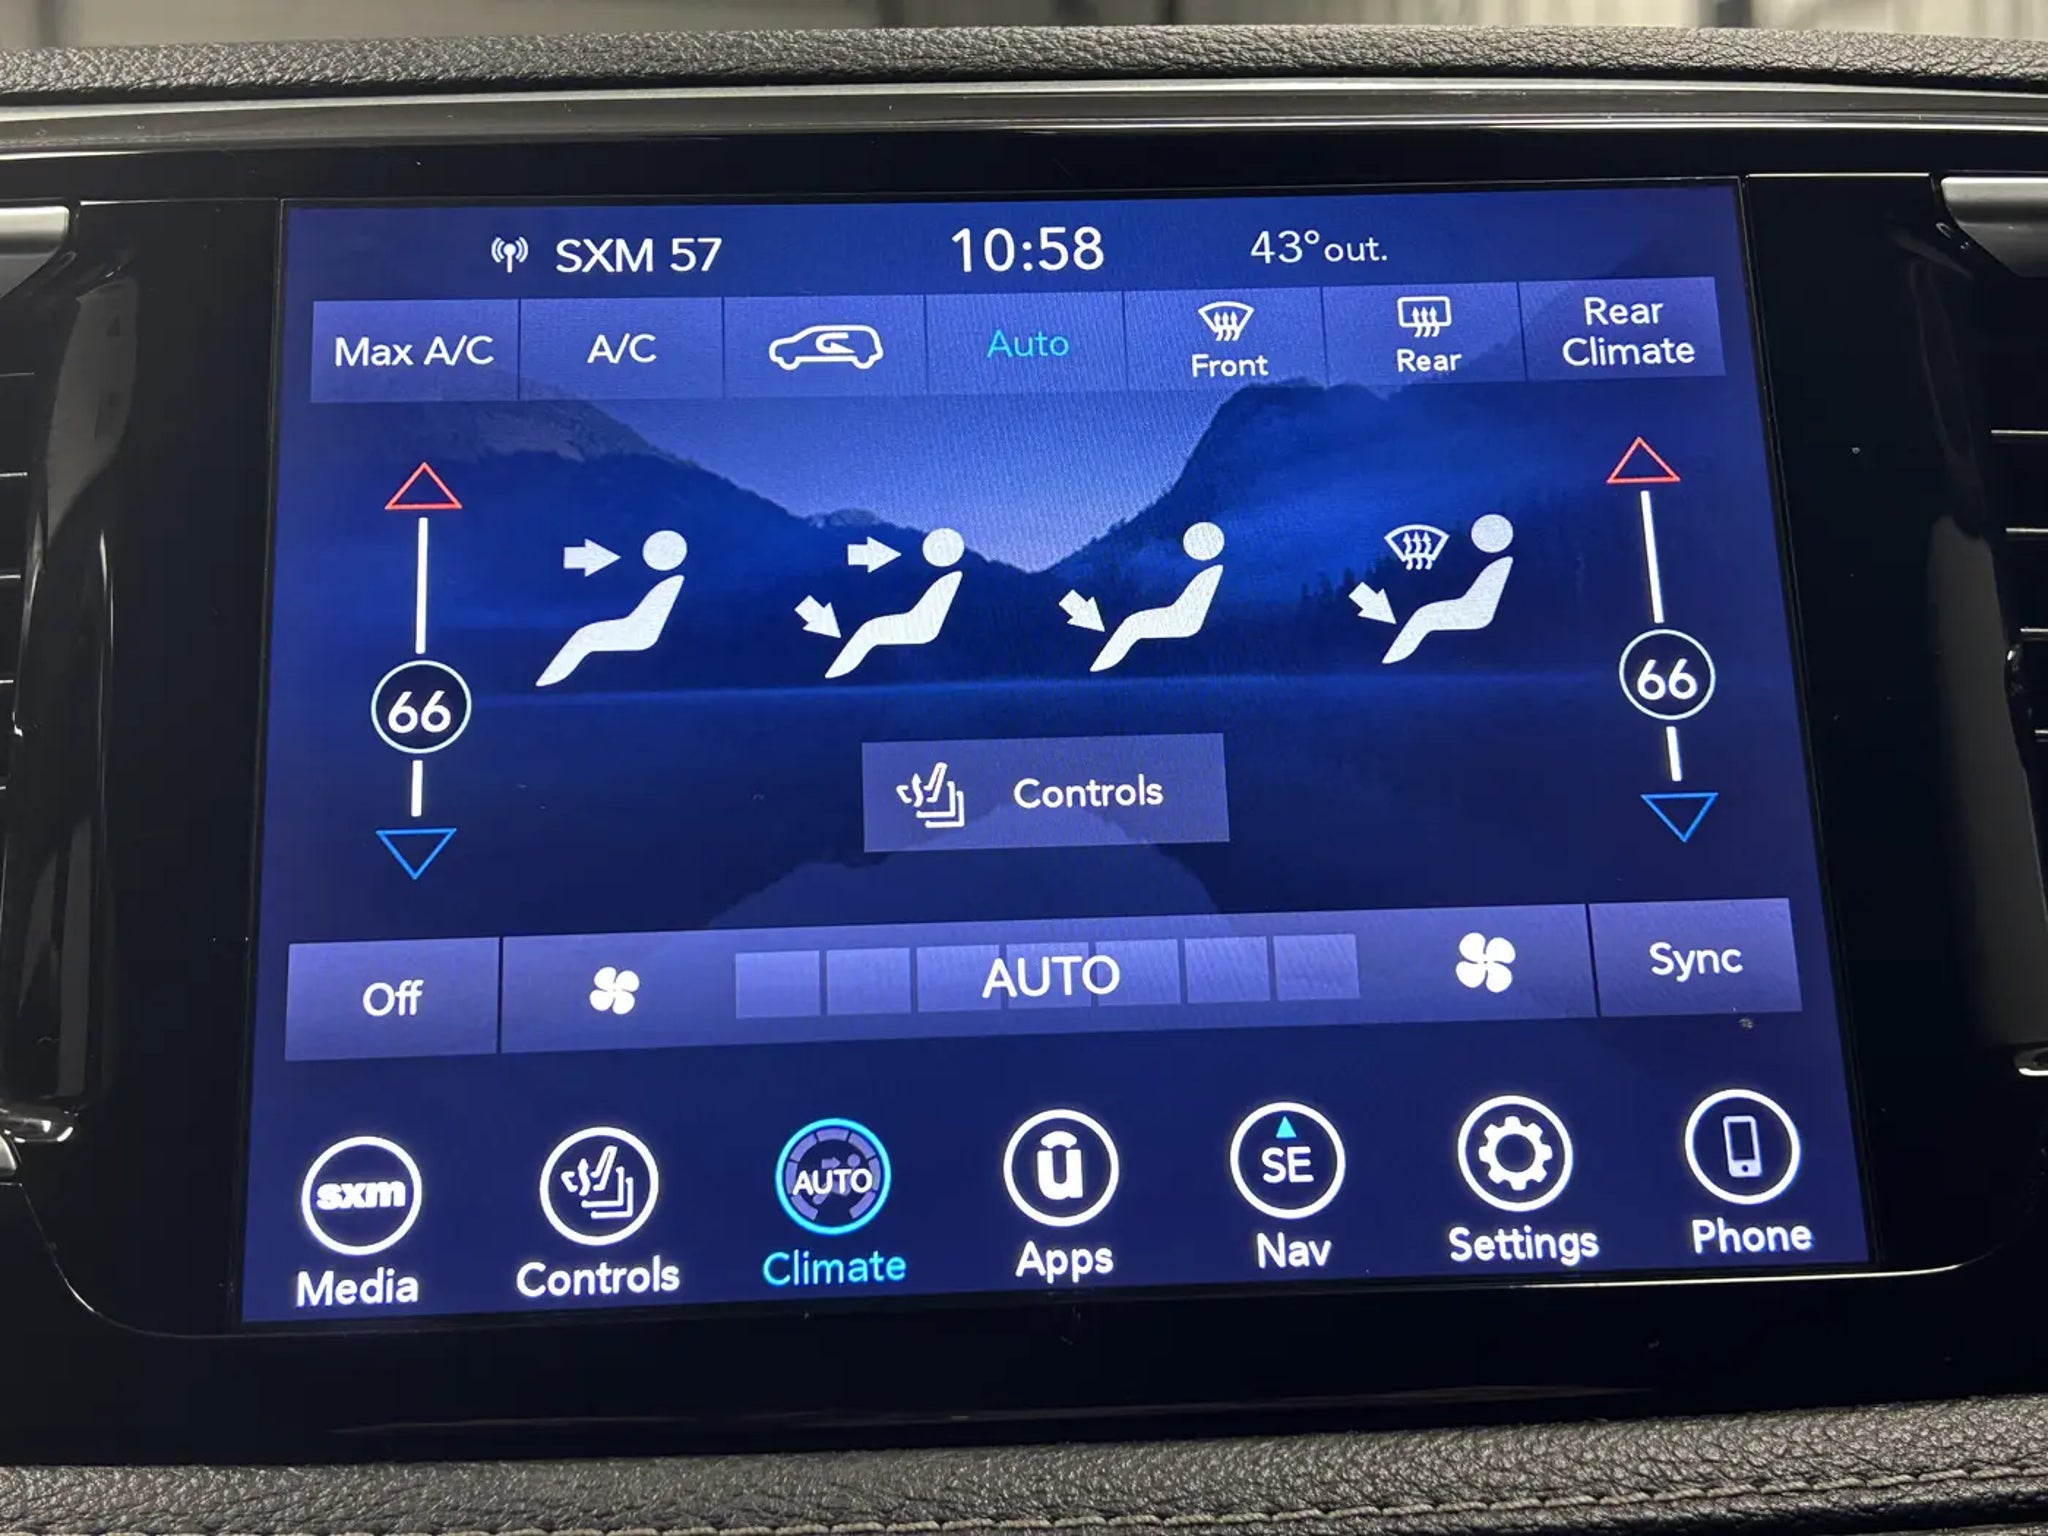 SXM 57 10:58 43°out.
Max A/C A/C Auto Front Rear Rear Climate
66 66
Controls
Off AUTO Sync
sxm AUTO ū SE
Media Controls Climate Apps Nav Settings Phone